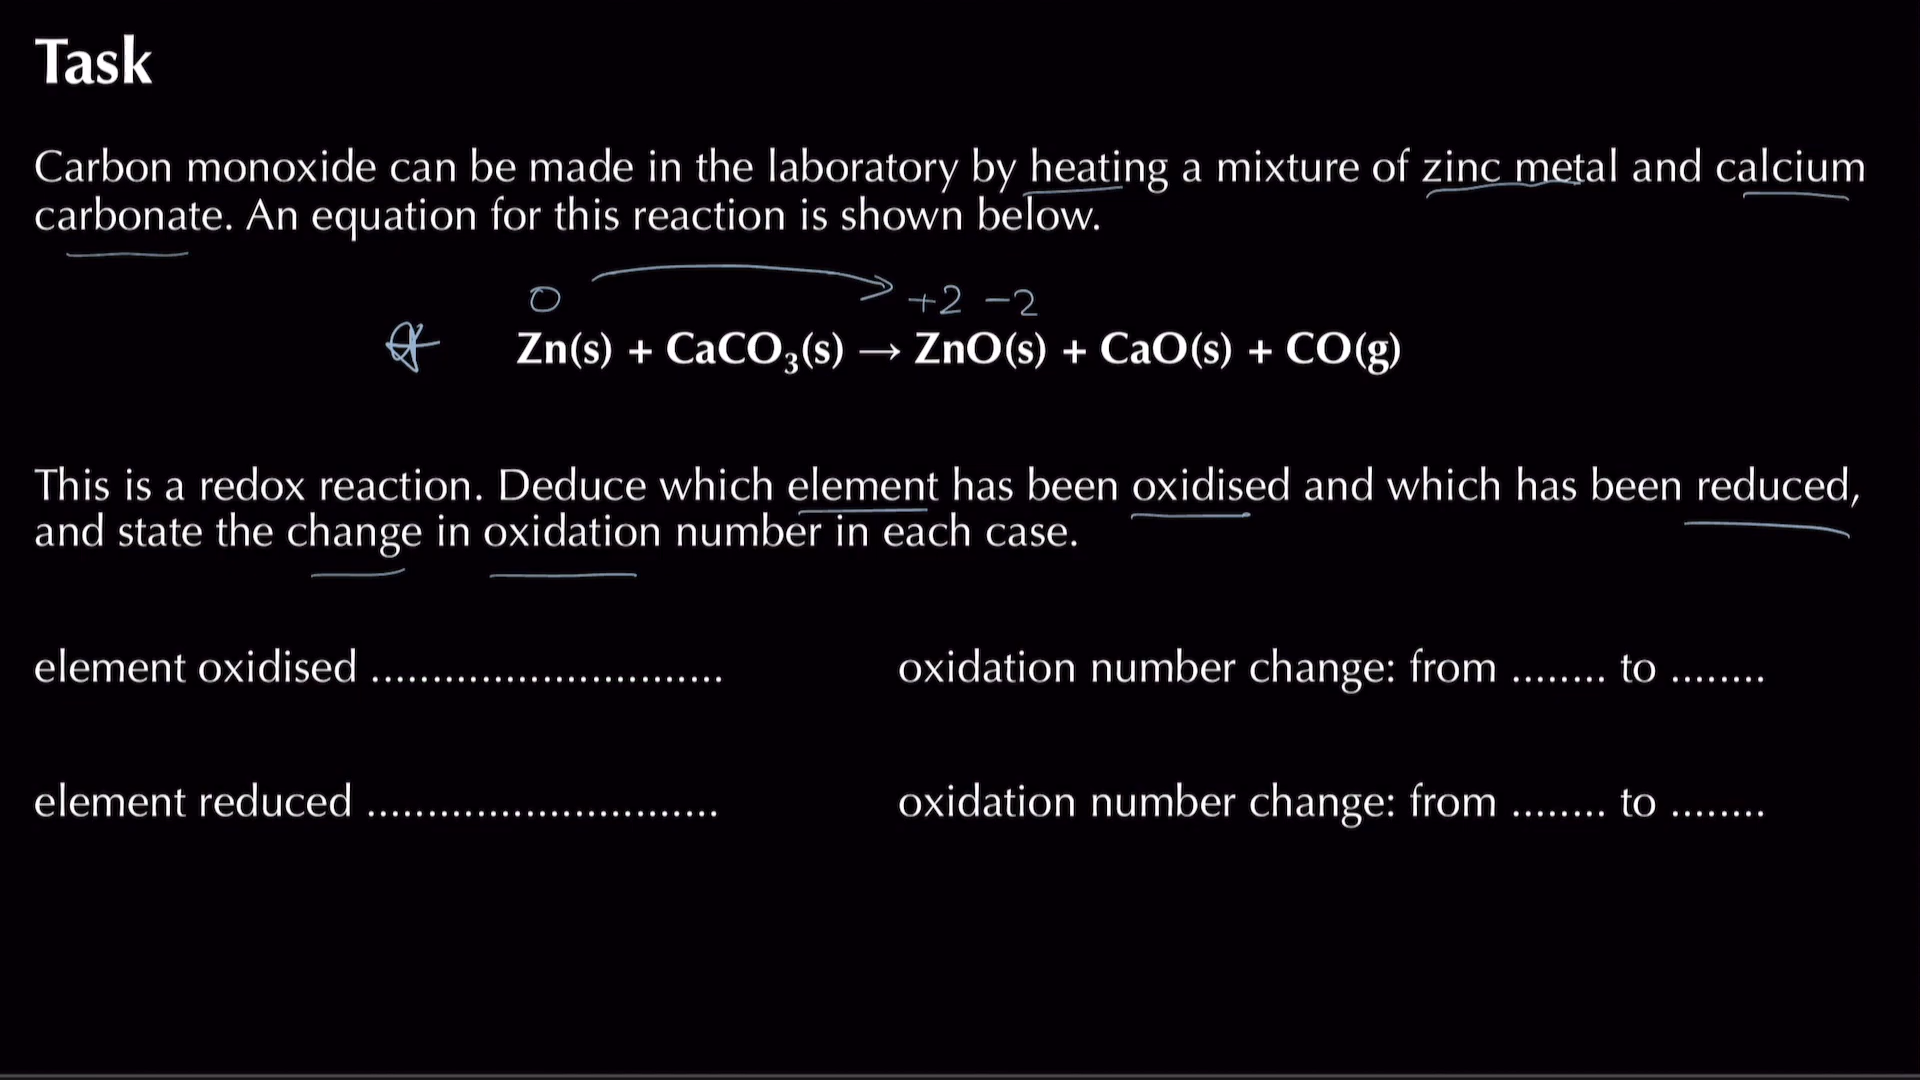 Task
Carbon monoxide can be made in the laboratory by heating a mixture of zinc metal and calcium
carbonate. An equation for this reaction is shown below.
0 +2 -2
Zn(s) + CaCO₃(s) → ZnO(s) + CaO(s) + CO(g)
This is a redox reaction. Deduce which element has been oxidised and which has been reduced,
and state the change in oxidation number in each case.
element oxidised ............................ oxidation number change: from ........ to ........
element reduced ............................ oxidation number change: from ........ to ........